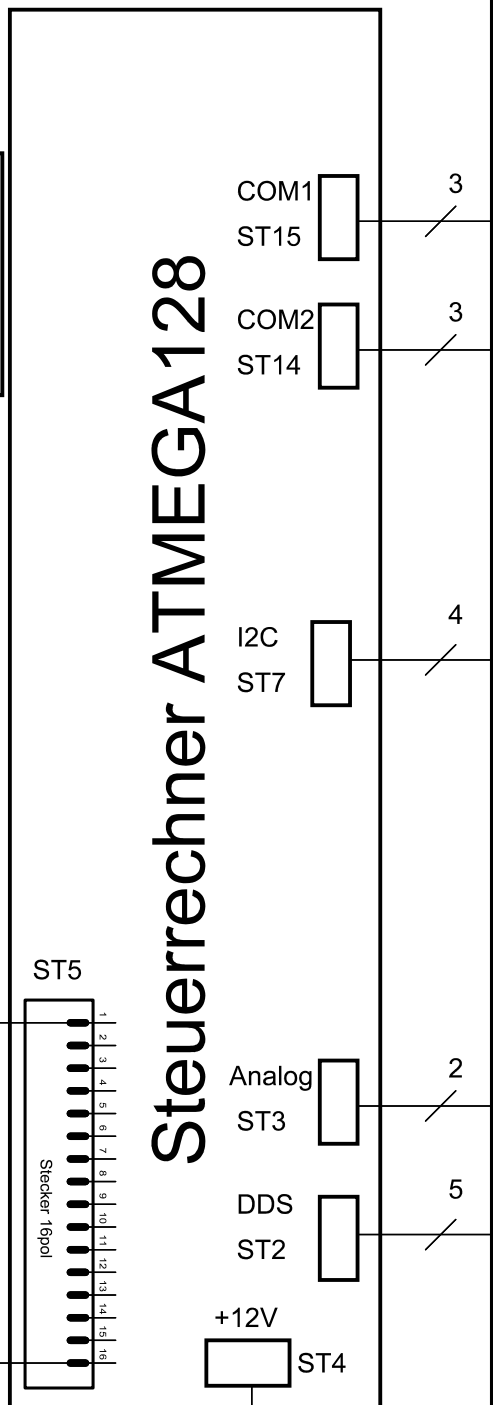 COM1
3
ST15
COM2
3
ST14
Steuerrechner ATMEGA128
I2C
4
ST7
ST5
1
2
3
4
5
6
7
8
9
10
11
12
13
14
15
16
Stecker 16pol
Analog
2
ST3
DDS
5
ST2
+12V
ST4